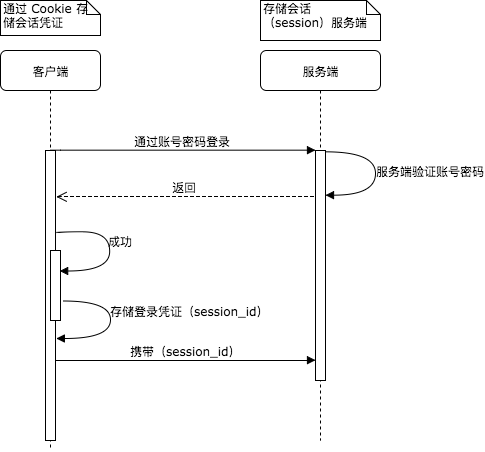 通过 Cookie 存
储会话凭证
存储会话
（session）服务端
客户端
服务端
通过账号密码登录
服务端验证账号密码
返回
成功
存储登录凭证（session_id）
携带（session_id）